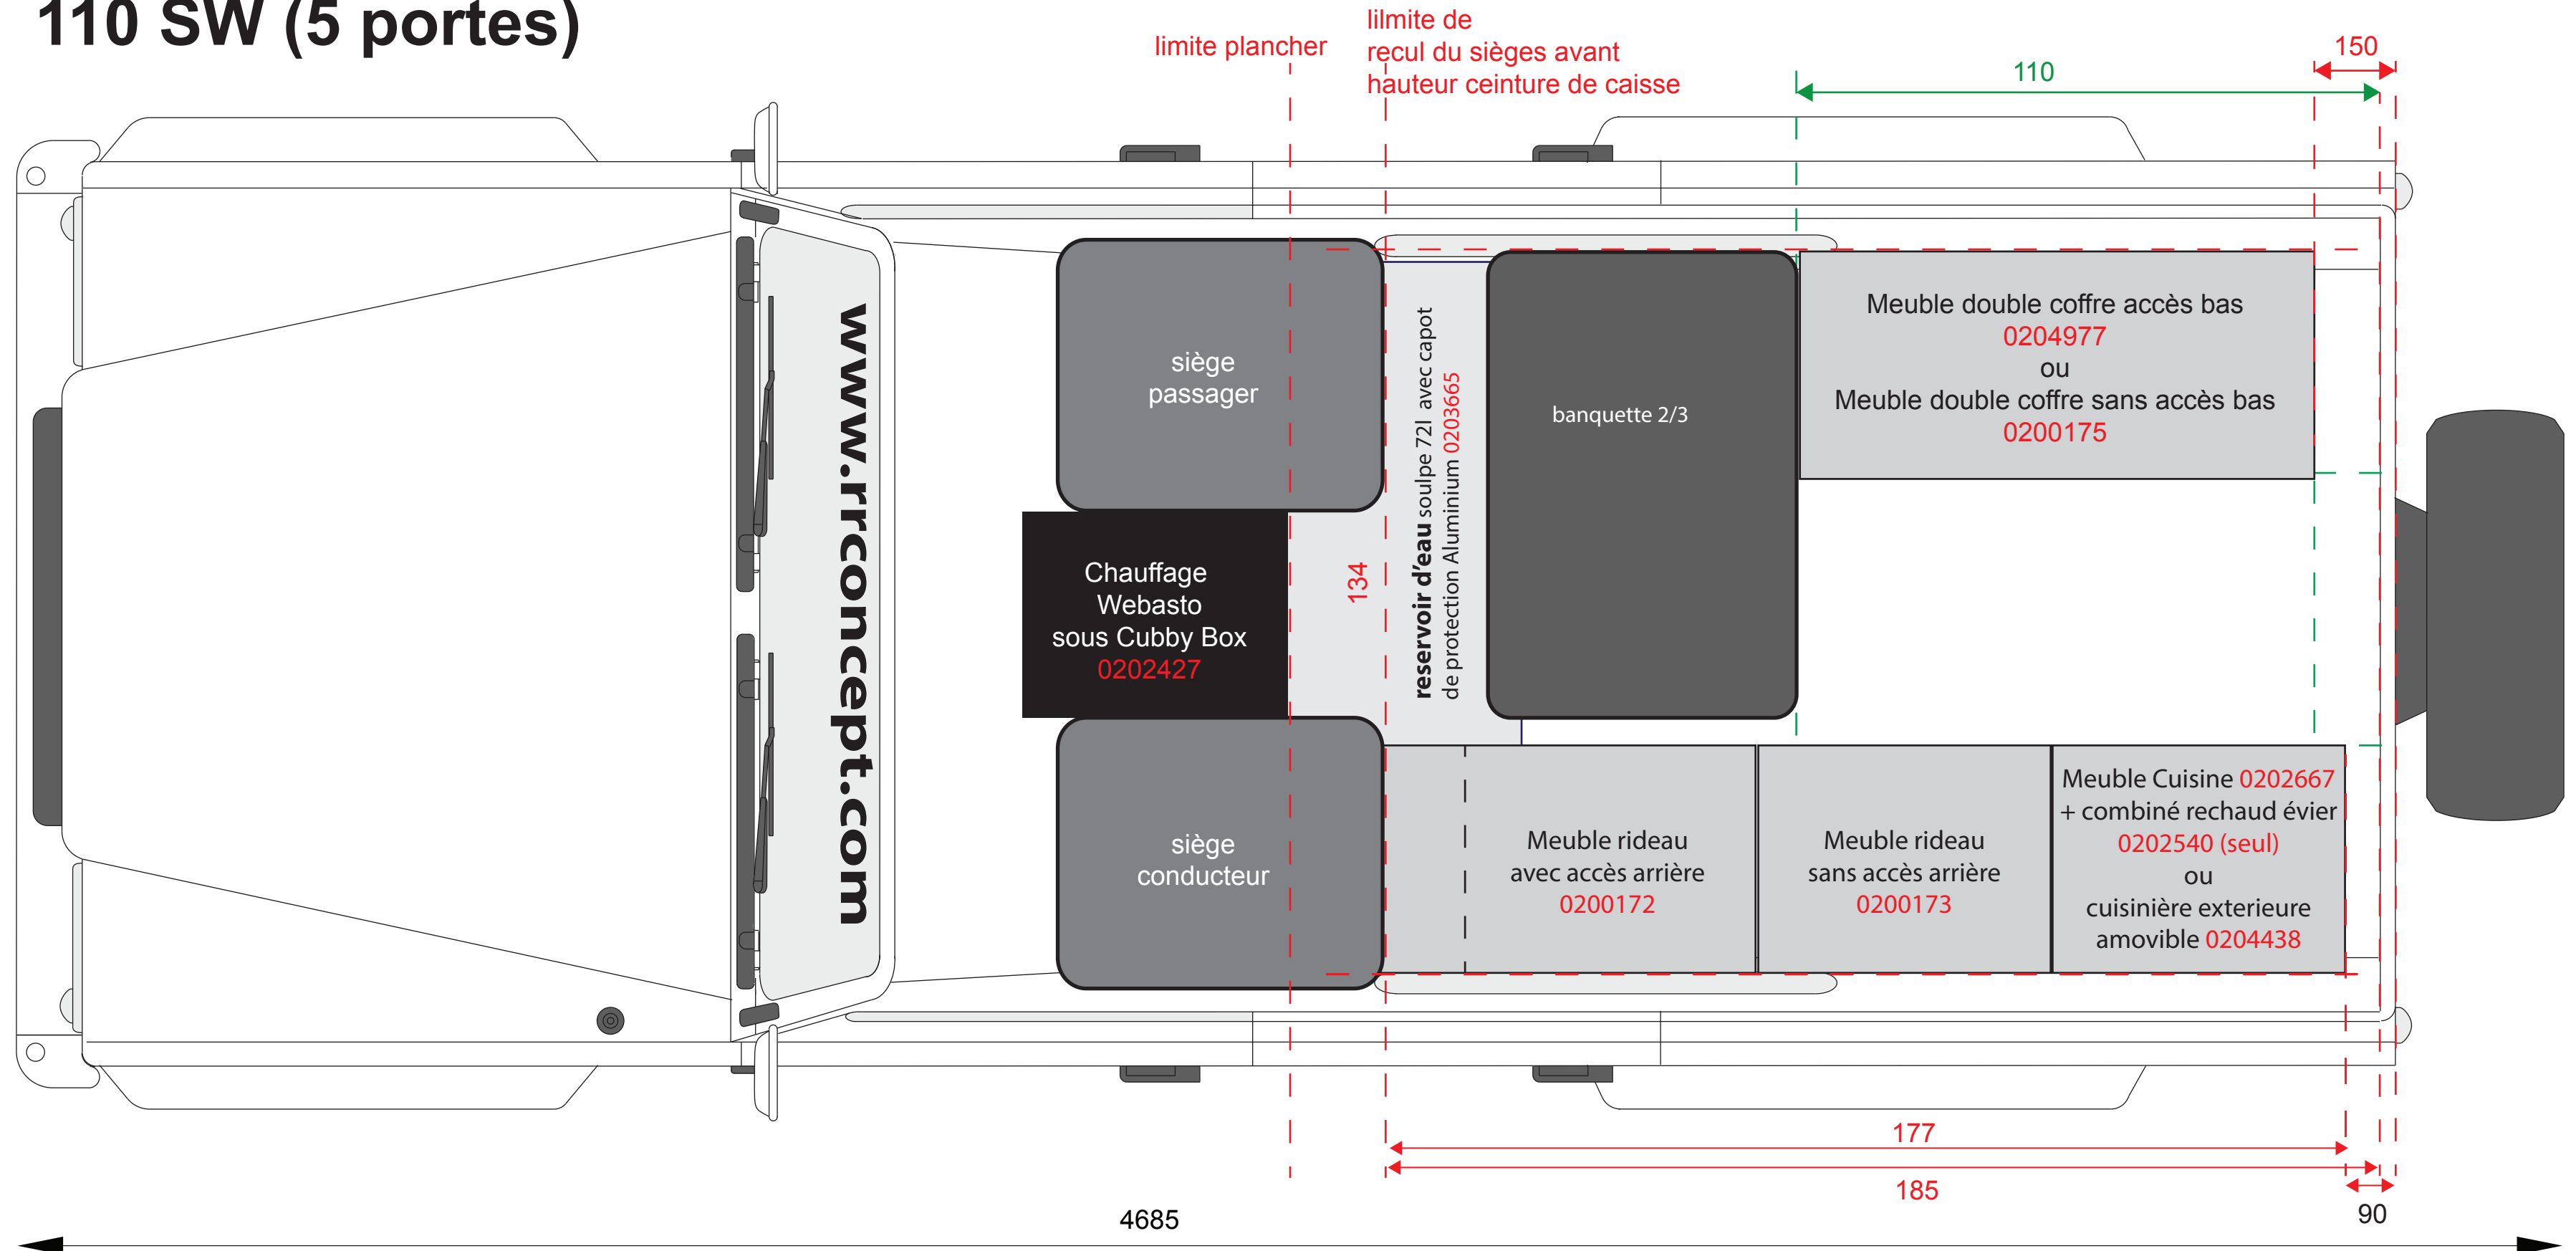 110 SW (5 portes)
limite plancher
lilmite de
recul du sièges avant
hauteur ceinture de caisse
110
150
www.rrconcept.com
siège
passager
Chauffage
Webasto
sous Cubby Box
0202427
siège
conducteur
134
reservoir d'eau soulpe 72l avec capot
de protection Aluminium 0203665
banquette 2/3
Meuble double coffre accès bas
0204977
ou
Meuble double coffre sans accès bas
0200175
Meuble rideau
avec accès arrière
0200172
Meuble rideau
sans accès arrière
0200173
Meuble Cuisine 0202667
+ combiné rechaud évier
0202540 (seul)
ou
cuisinière exterieure
amovible 0204438
177
185
90
4685